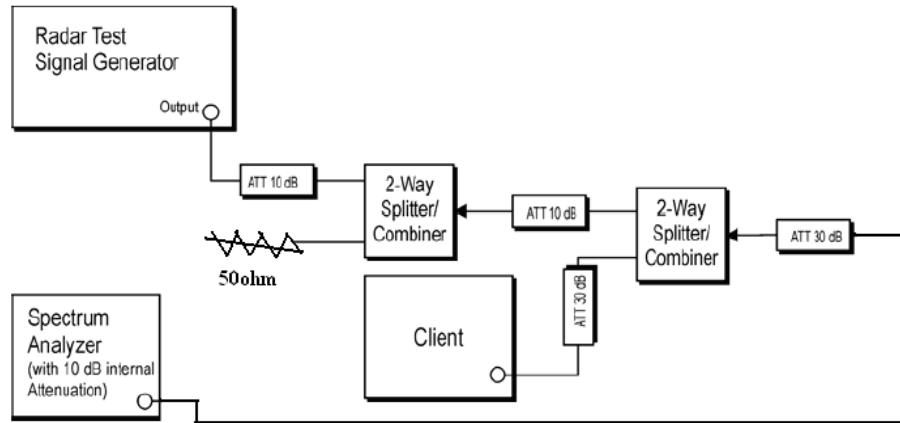 Radar Test
Signal Generator
Output
ATT 10 dB
2-Way
Splitter/
Combiner
ATT 10 dB
2-Way
Splitter/
Combiner
ATT 30 dB
50ohm
ATT 30 dB
Spectrum
Analyzer
(with 10 dB internal
Attenuation)
Client